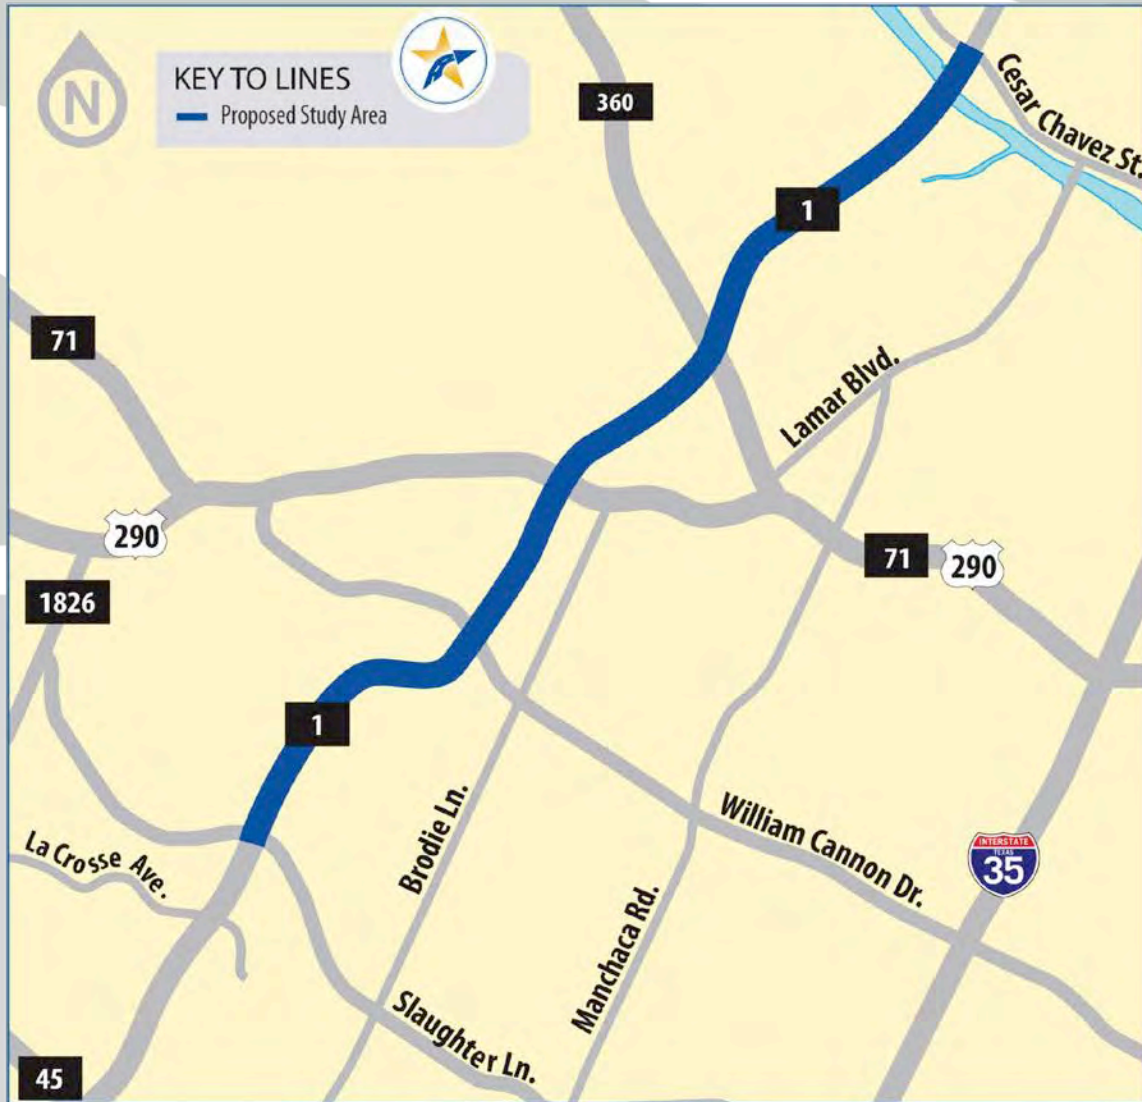 N
KEY TO LINES
Proposed Study Area
360
Cesar Chavez St.
1
71
Lamar Blvd.
290
71
290
1826
1
La Crosse Ave.
Brodie Ln.
William Cannon Dr.
INTERSTATE
TEXAS
35
Manchaca Rd.
Slaughter Ln.
45